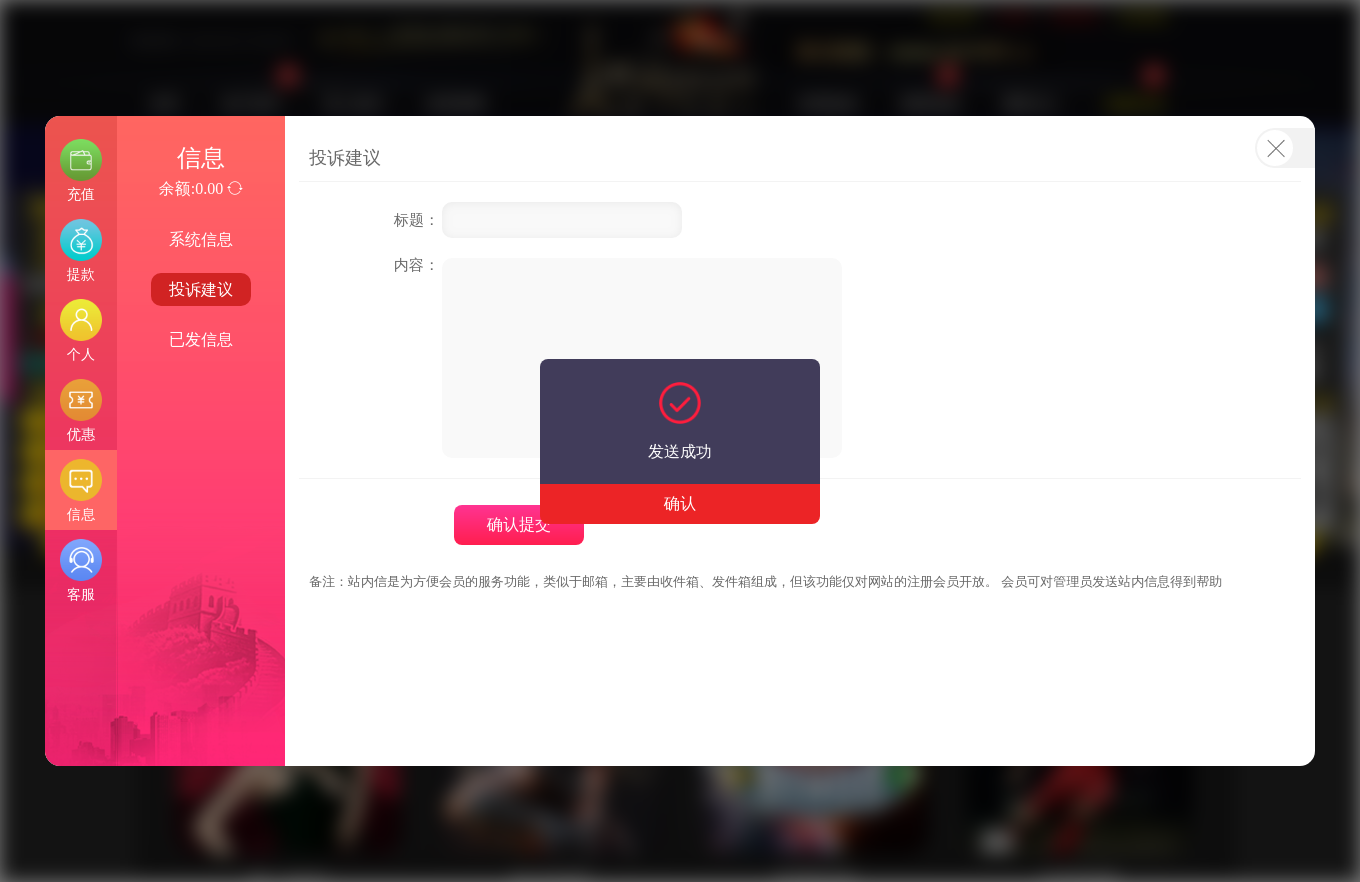 充值
提款
个人
优惠
信息
客服
信息
余额:0.00
系统信息
投诉建议
已发信息
投诉建议
标题：
内容：
发送成功
确认
确认提交
备注：站内信是为方便会员的服务功能，类似于邮箱，主要由收件箱、发件箱组成，但该功能仅对网站的注册会员开放。 会员可对管理员发送站内信息得到帮助